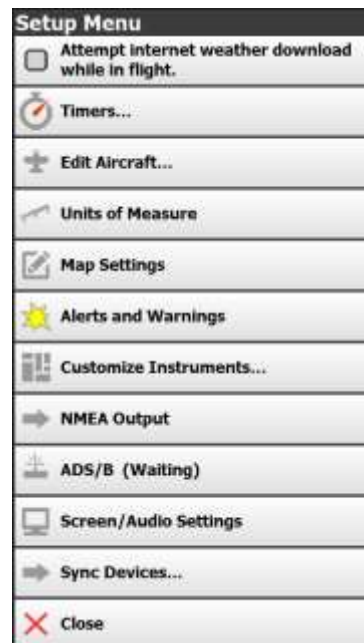 Setup Menu
Attempt internet weather download
while in flight.
Timers...
Edit Aircraft...
Units of Measure
Map Settings
Alerts and Warnings
Customize Instruments...
NMEA Output
ADS/B (Waiting)
Screen/Audio Settings
Sync Devices...
Close